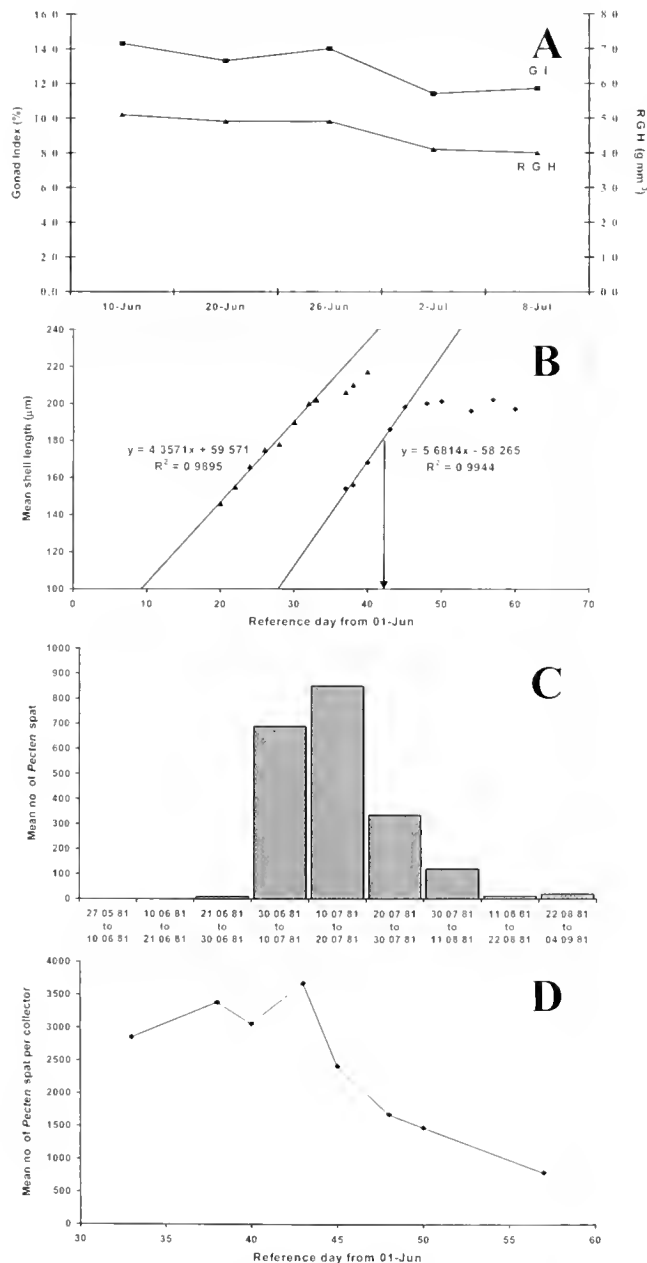 A
Gonad Index (%)
16 0
14 0
12 0
10 0
8 0
6 0
4 0
2 0
0.0
G I
R G H
R G H (g mm⁻³)
8 0
7 0
6 0
5 0
4 0
3 0
2 0
1 0
0 0
10-Jun 20-Jun 26-Jun 2-Jul 8-Jul
B
Mean shell length (µm)
240
220
200
180
160
140
120
100
y = 4 3571x + 59 571
R² = 0 9895
y = 5 6814x - 58 265
R² = 0 9944
0 10 20 30 40 50 60 70
Reference day from 01-Jun
C
Mean no of Pecten spat
1000
900
800
700
600
500
400
300
200
100
0
27 05 81 10 06 81 21 06 81 30 06 81 10 07 81 20 07 81 30 07 81 11 08 81 22 08 81
to to to to to to to to to
10 06 81 21 06 81 30 06 81 10 07 81 20 07 81 30 07 81 11 08 81 22 08 81 04 09 81
D
Mean no of Pecten spat per collector
4000
3500
3000
2500
2000
1500
1000
500
0
30 35 40 45 50 55 60
Reference day from 01-Jun